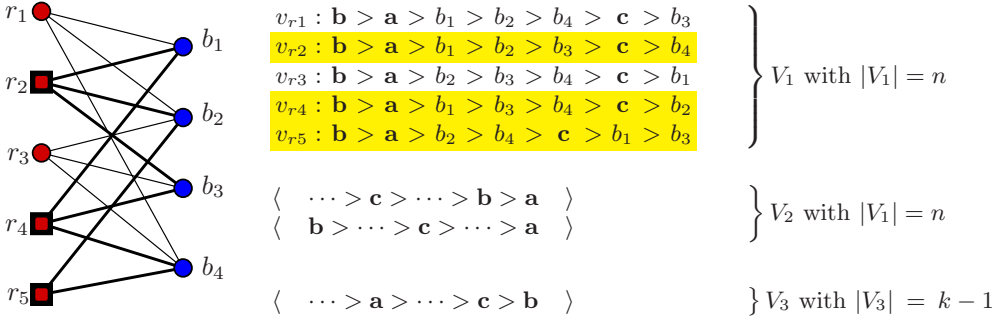 r₁
b₁
r₂
b₂
r₃
b₃
r₄
b₄
r₅
v_{r1} : b > a > b₁ > b₂ > b₄ > c > b₃
v_{r2} : b > a > b₁ > b₂ > b₃ > c > b₄
v_{r3} : b > a > b₂ > b₃ > b₄ > c > b₁
v_{r4} : b > a > b₁ > b₃ > b₄ > c > b₂
v_{r5} : b > a > b₂ > b₄ > c > b₁ > b₃
} V₁ with |V₁| = n
⟨ ··· > c > ··· > b > a ⟩
⟨ b > ··· > c > ··· > a ⟩
} V₂ with |V₁| = n
⟨ ··· > a > ··· > c > b ⟩
} V₃ with |V₃| = k − 1